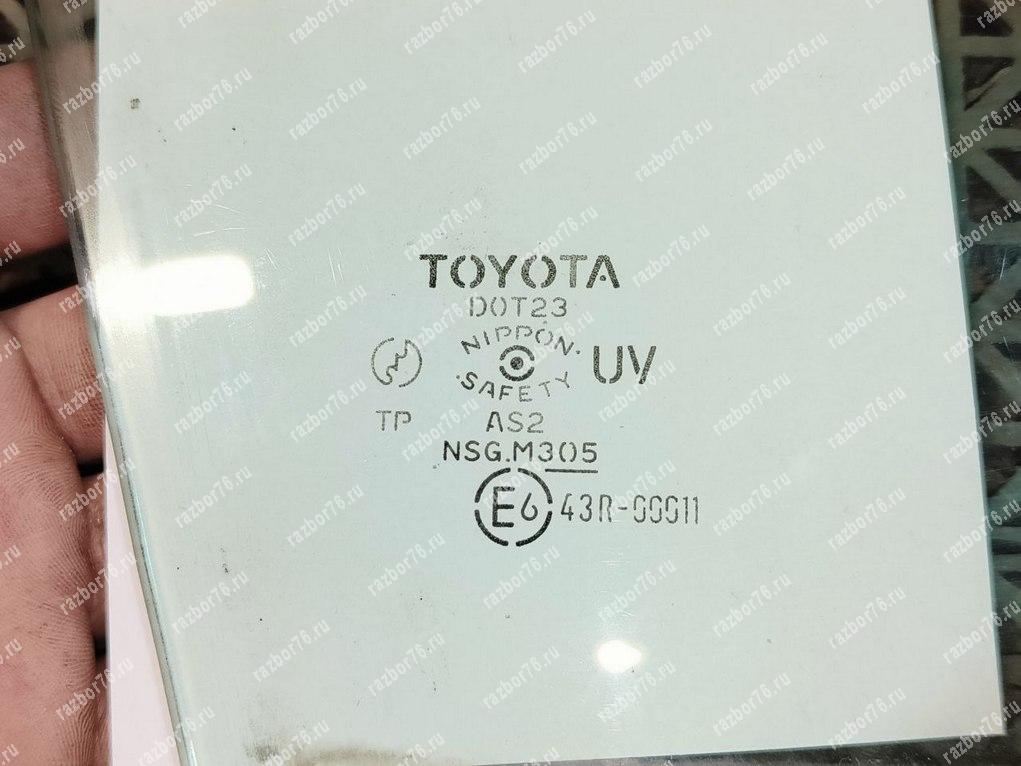 TOYOTA
DOT23
NIPPON
SAFETY
UV
TP AS2
NSG.M305
E6 43R-00011
razbor76.ru